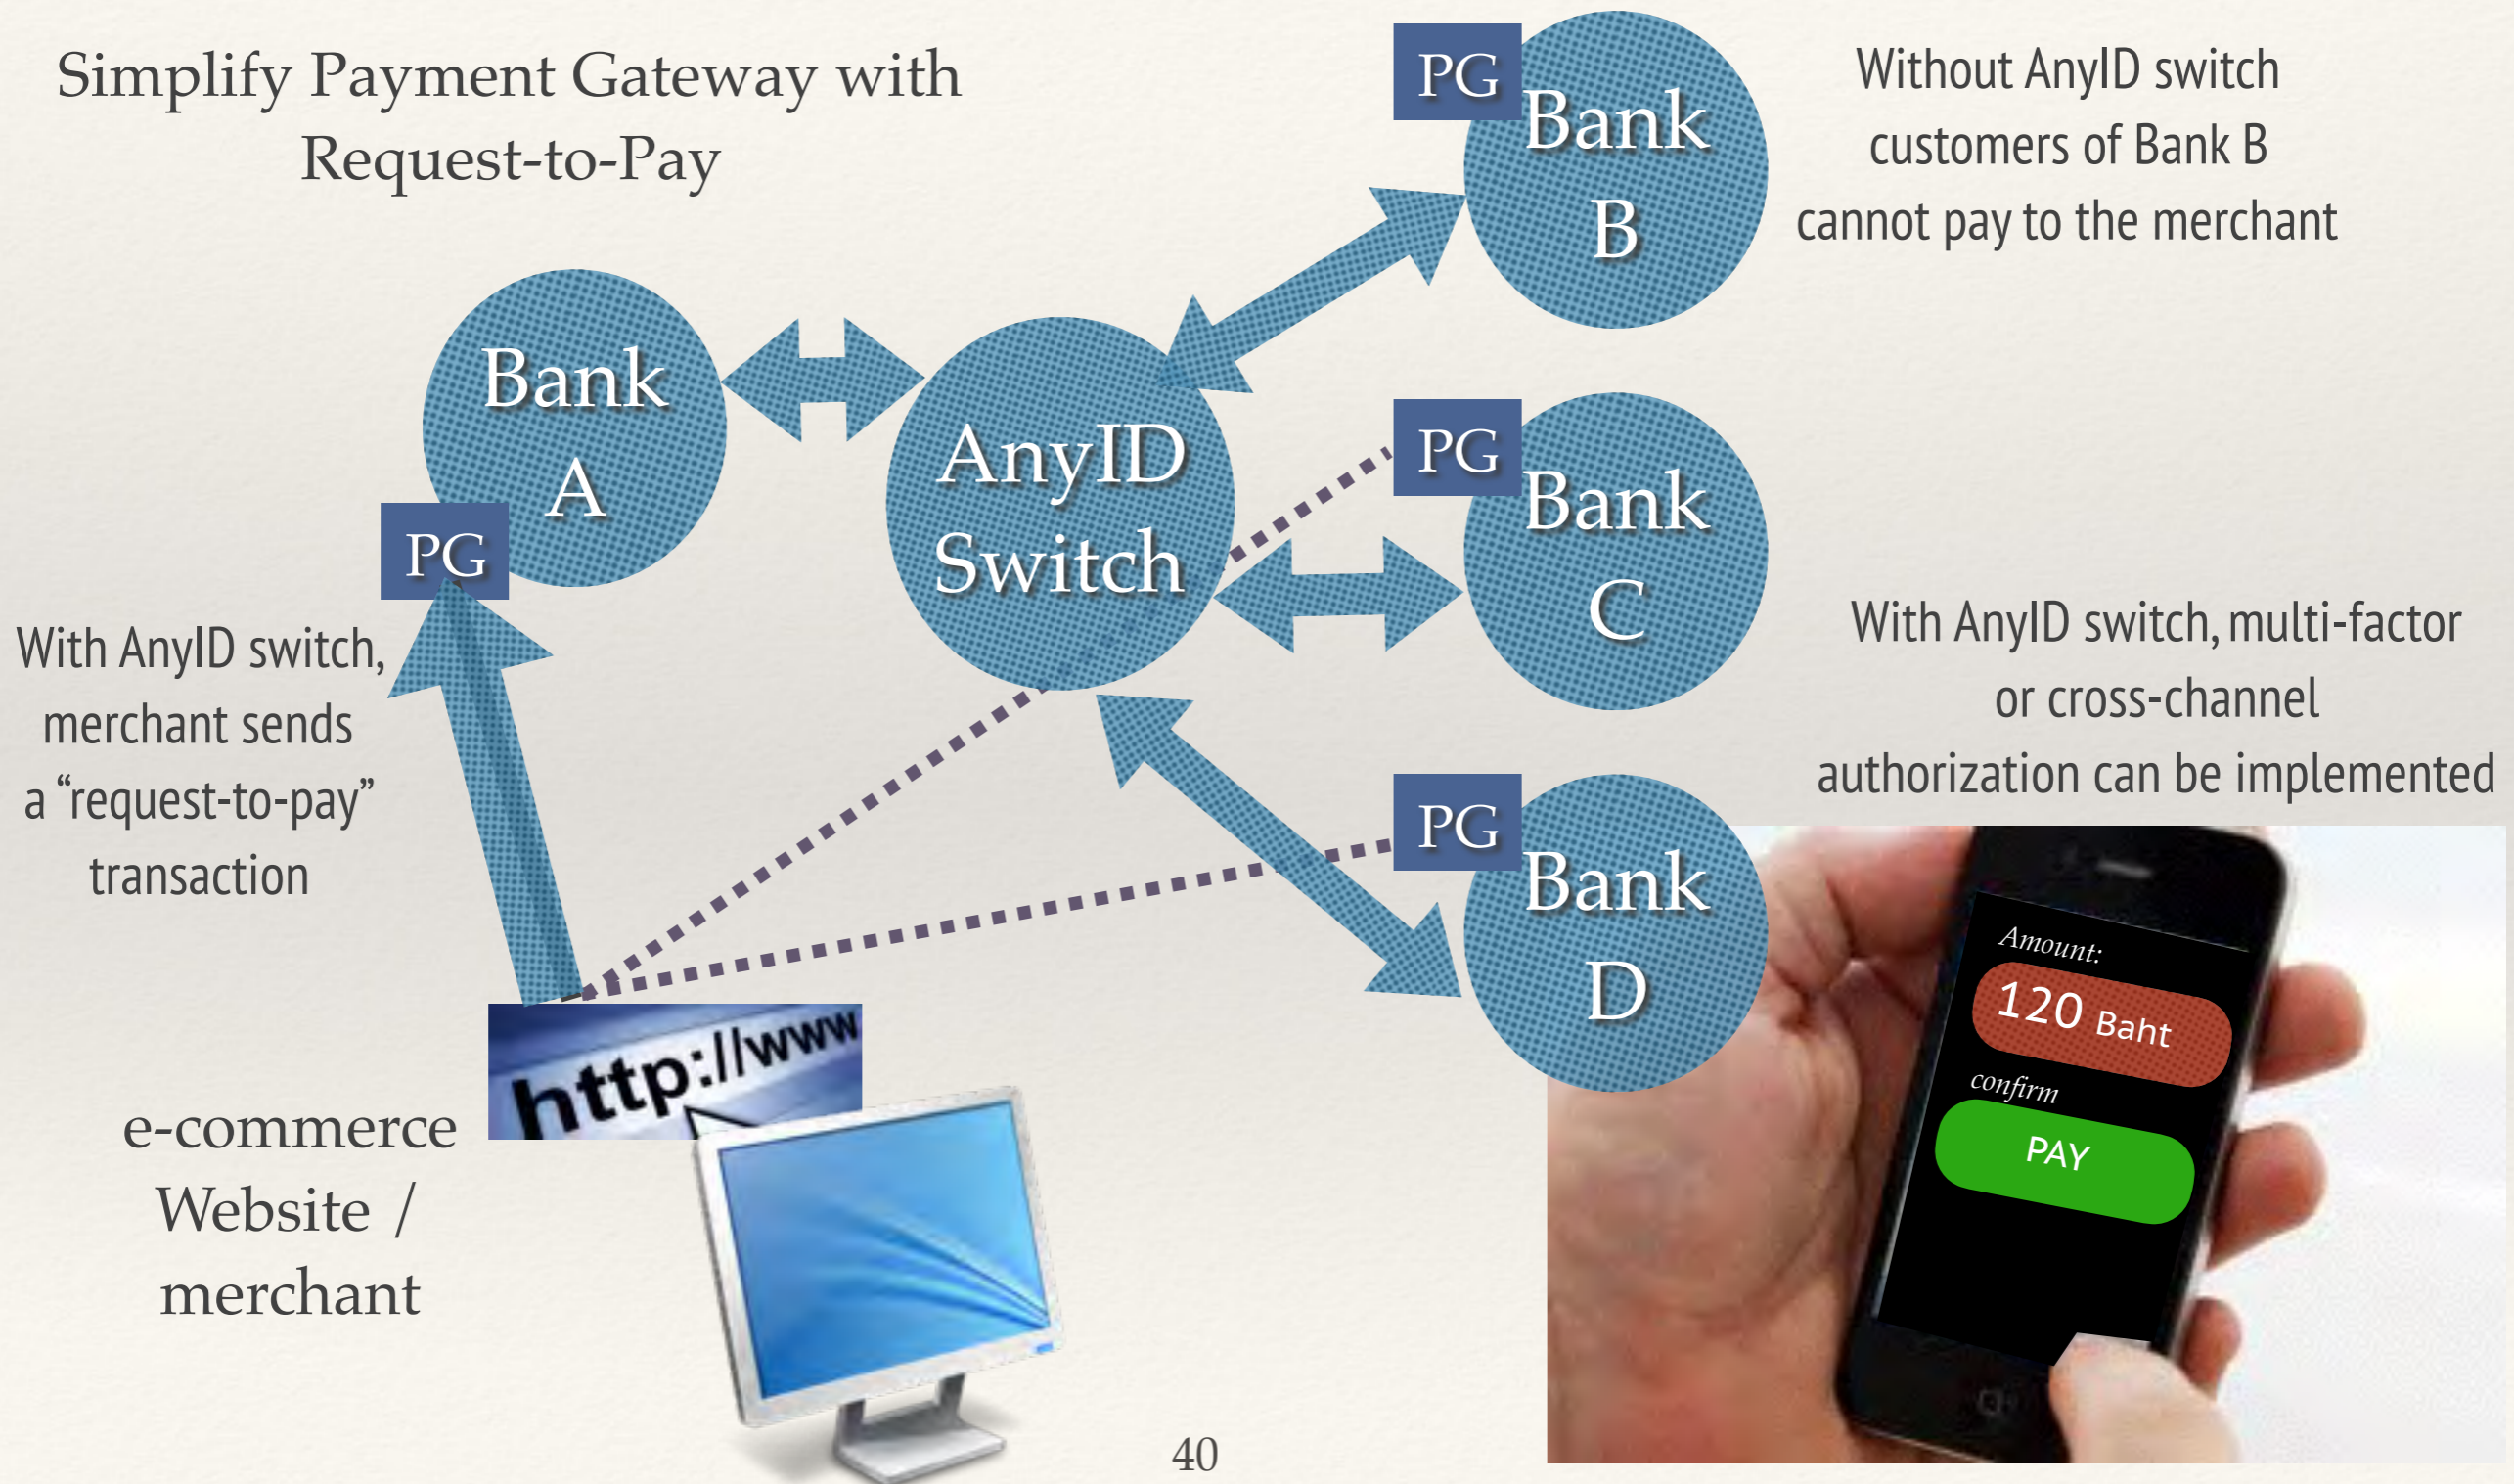 Simplify Payment Gateway with
Request-to-Pay
PG
Bank
B
Without AnyID switch
customers of Bank B
cannot pay to the merchant
Bank
A
PG
AnyID
Switch
PG
Bank
C
With AnyID switch,
merchant sends
a “request-to-pay”
transaction
With AnyID switch, multi-factor
or cross-channel
authorization can be implemented
PG
Bank
D
Amount:
120 Baht
confirm
PAY
http://www
e-commerce
Website /
merchant
40